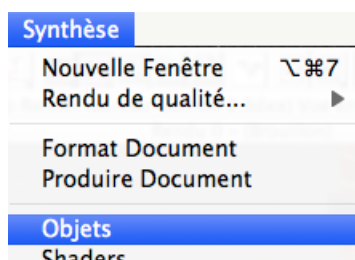 Synthèse
Nouvelle Fenêtre ⌥⌘7
Rendu de qualité...
Format Document
Produire Document
Objets
Shaders